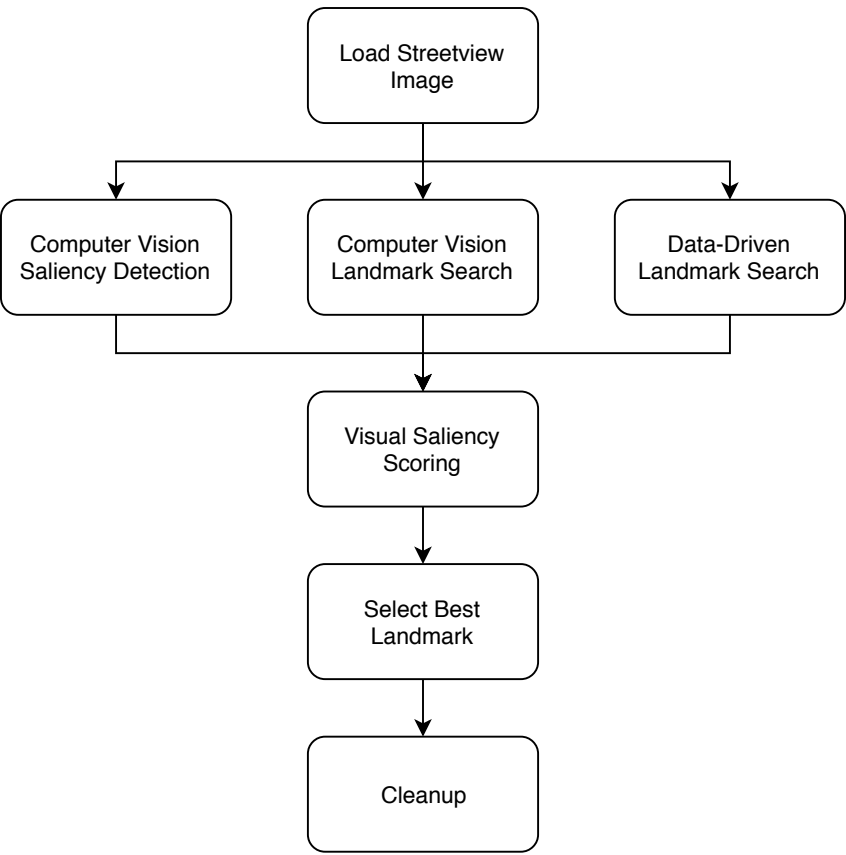 Load Streetview
Image
Computer Vision
Saliency Detection
Computer Vision
Landmark Search
Data-Driven
Landmark Search
Visual Saliency
Scoring
Select Best
Landmark
Cleanup